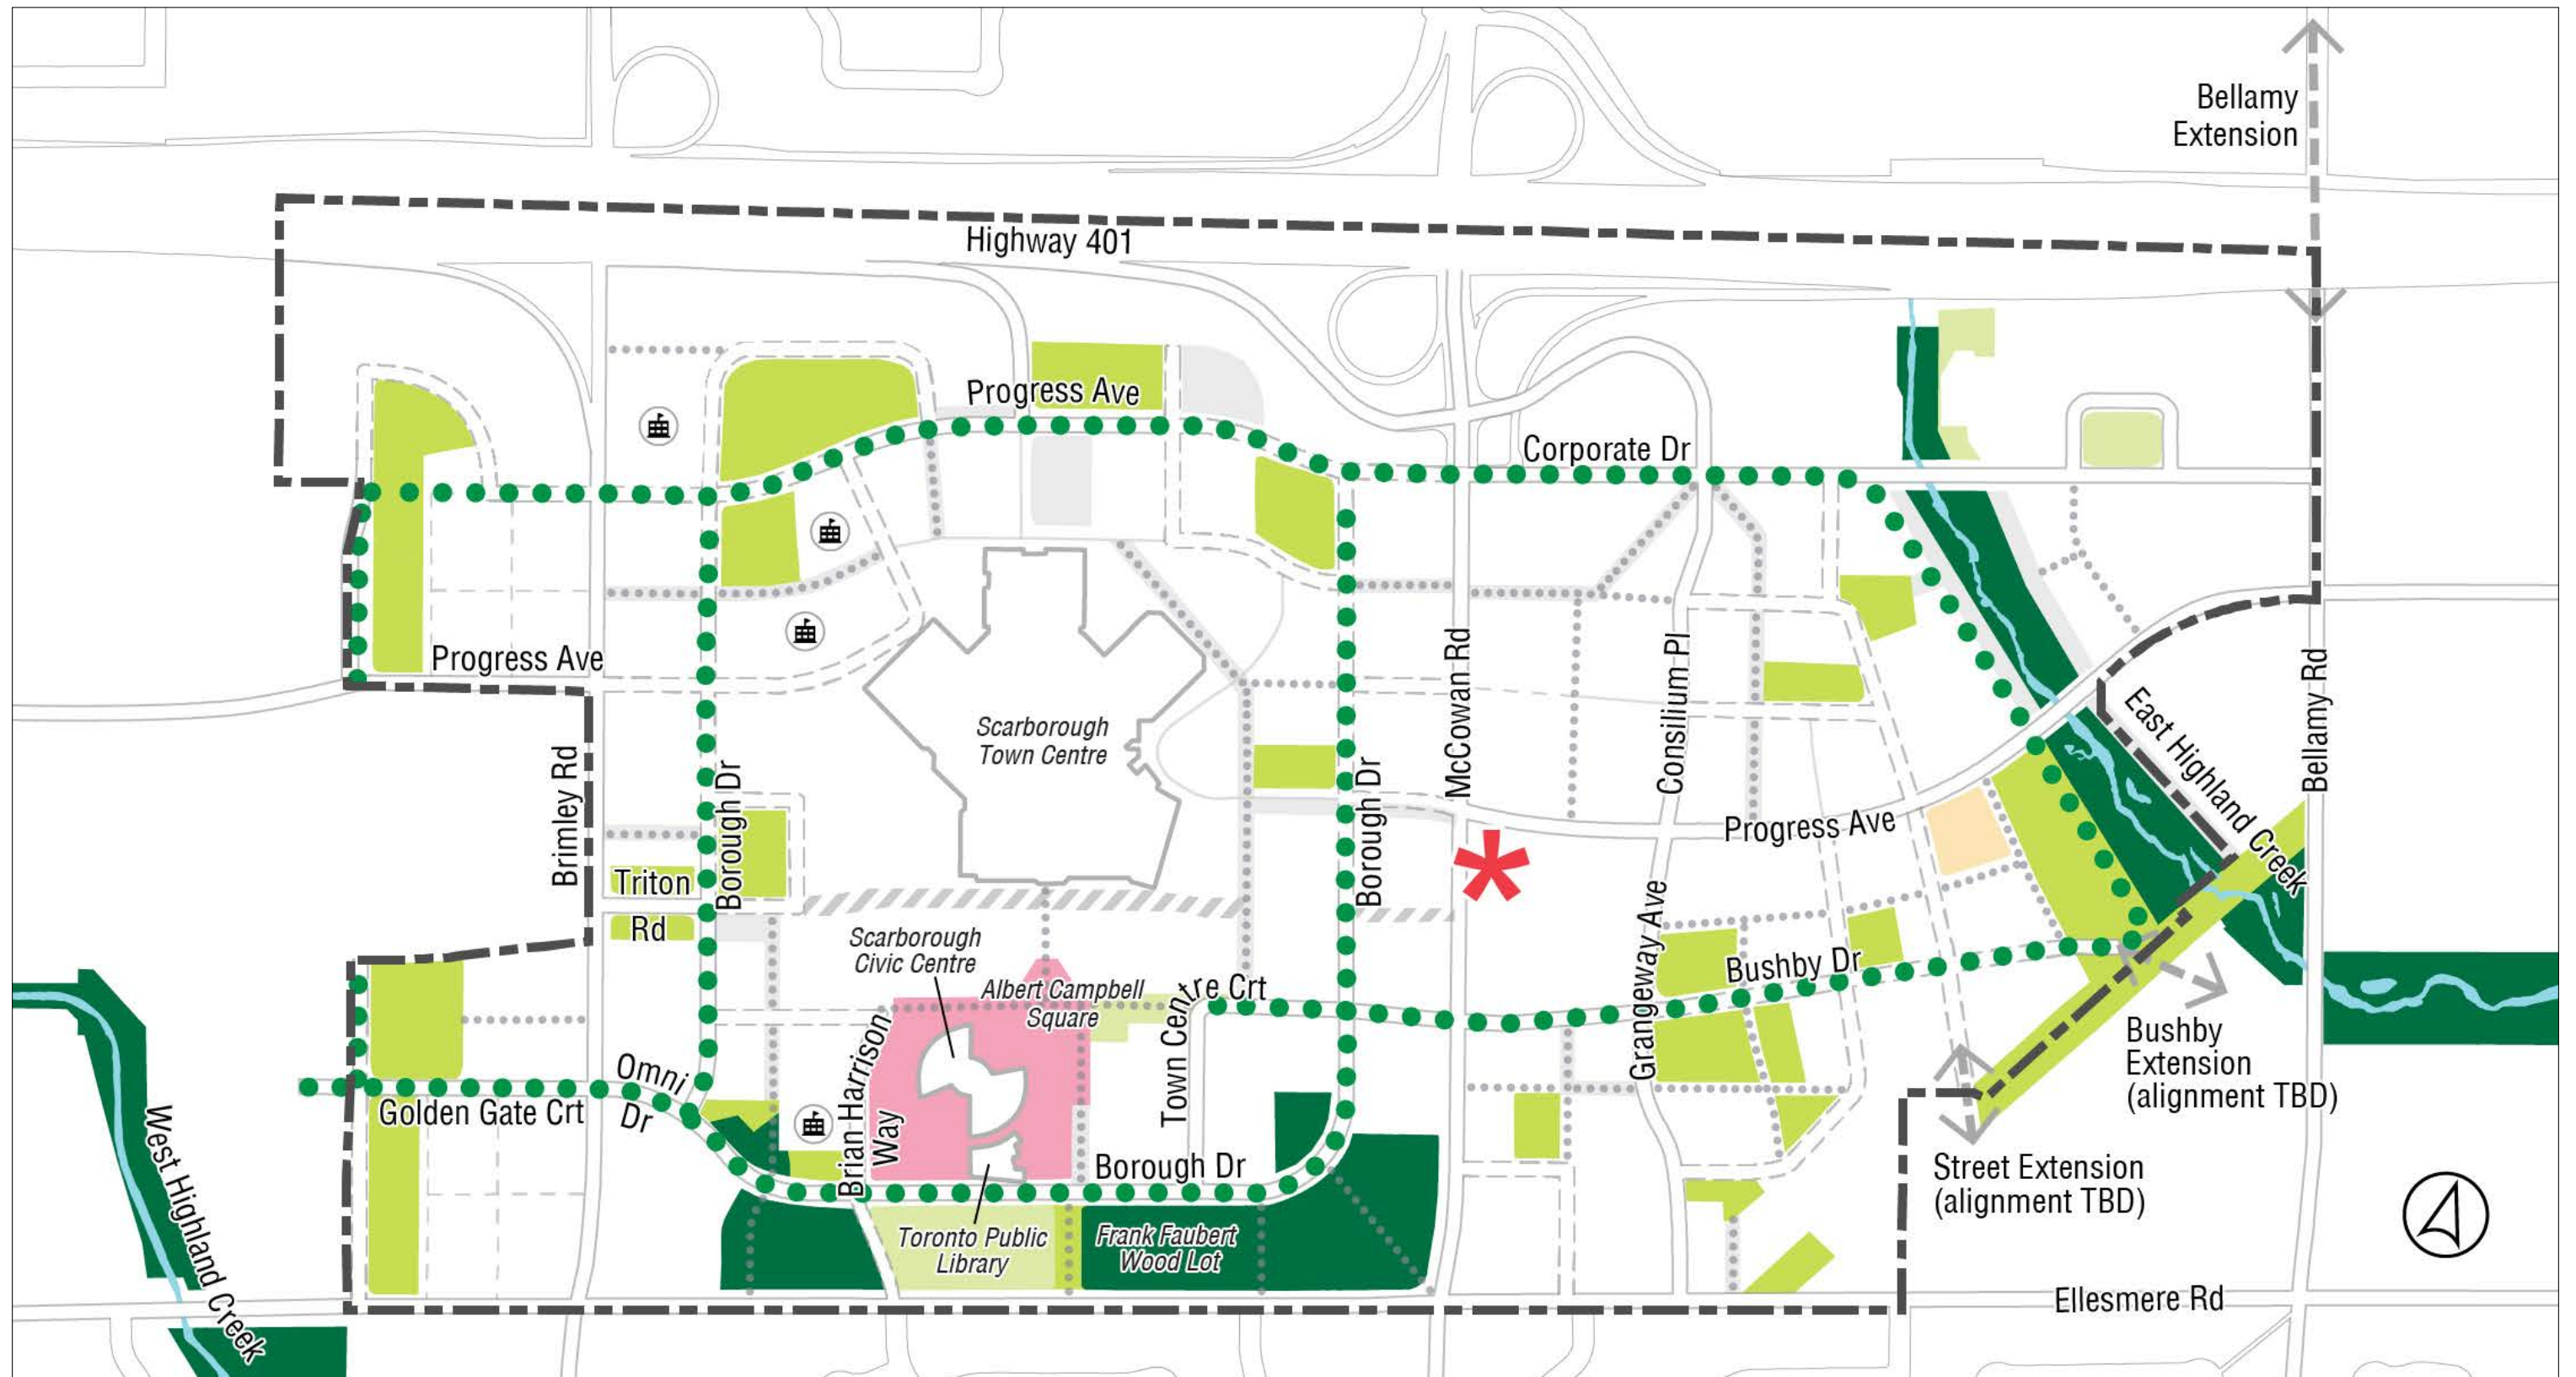 Bellamy
Extension
Highway 401
Progress Ave
Corporate Dr
Progress Ave
Scarborough
Town Centre
Brimley Rd
Borough Dr
Borough Dr
McCowan Rd
Consilium Pl
Bellamy Rd
East Highland Creek
Progress Ave
Triton
Rd
Scarborough
Civic Centre
Albert Campbell
Square
Town Centre Crt
Grangeway Ave
Bushby Dr
Omni
Dr
Golden Gate Crt
Brian Harrison
Way
Borough Dr
Bushby
Extension
(alignment TBD)
Street Extension
(alignment TBD)
West Highland Creek
Toronto Public
Library
Frank Faubert
Wood Lot
Ellesmere Rd